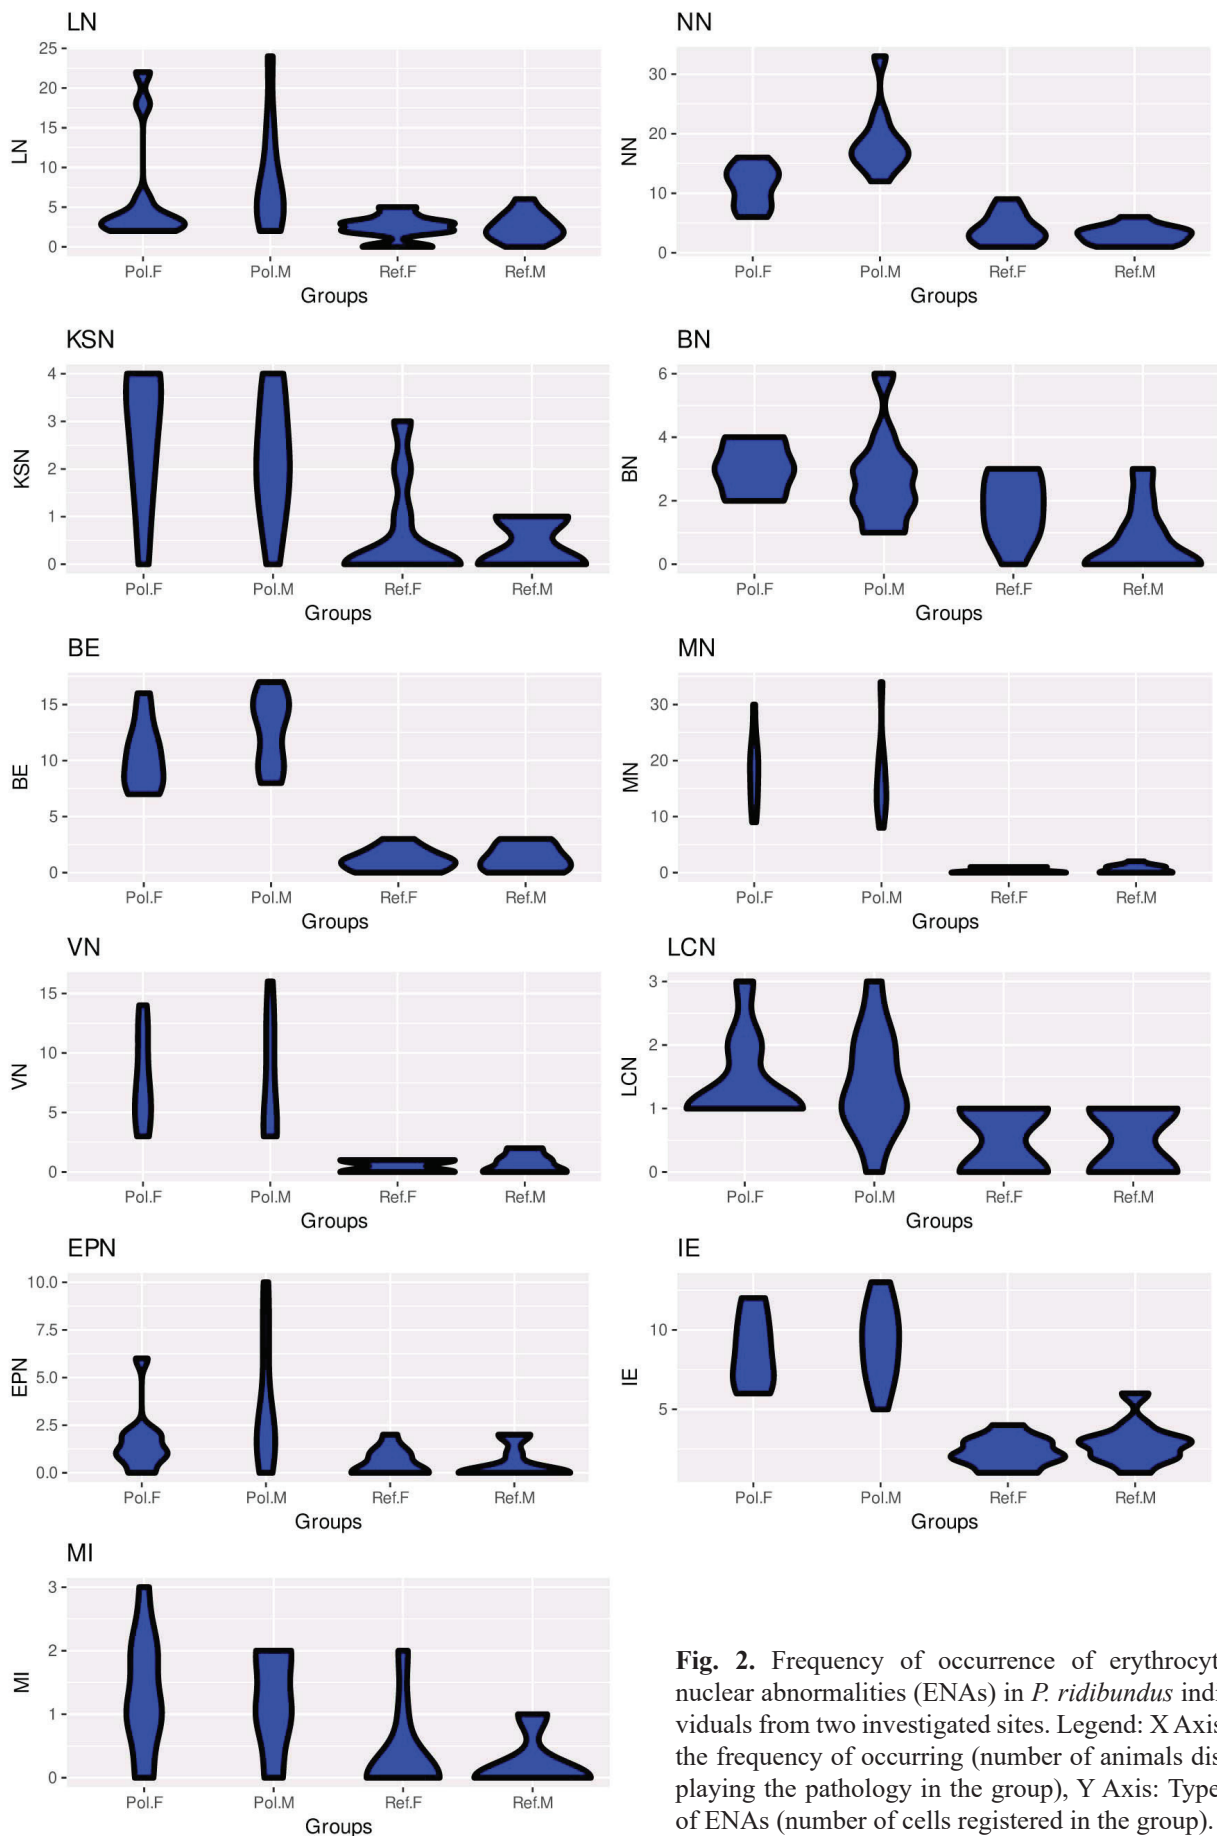 LN
25
20
15
10
5
0
LN
Pol.F Pol.M Ref.F Ref.M
Groups
NN
30
20
10
0
NN
Pol.F Pol.M Ref.F Ref.M
Groups
KSN
4
3
2
1
0
KSN
Pol.F Pol.M Ref.F Ref.M
Groups
BN
6
4
2
0
BN
Pol.F Pol.M Ref.F Ref.M
Groups
BE
15
10
5
0
BE
Pol.F Pol.M Ref.F Ref.M
Groups
MN
30
20
10
0
MN
Pol.F Pol.M Ref.F Ref.M
Groups
VN
15
10
5
0
VN
Pol.F Pol.M Ref.F Ref.M
Groups
LCN
3
2
1
0
LCN
Pol.F Pol.M Ref.F Ref.M
Groups
EPN
10.0
7.5
5.0
2.5
0.0
EPN
Pol.F Pol.M Ref.F Ref.M
Groups
IE
10
5
IE
Pol.F Pol.M Ref.F Ref.M
Groups
MI
3
2
1
0
MI
Pol.F Pol.M Ref.F Ref.M
Groups
Fig. 2. Frequency of occurrence of erythrocyt
nuclear abnormalities (ENAs) in P. ridibundus indi
viduals from two investigated sites. Legend: X Axis
the frequency of occurring (number of animals dis
playing the pathology in the group), Y Axis: Type
of ENAs (number of cells registered in the group).